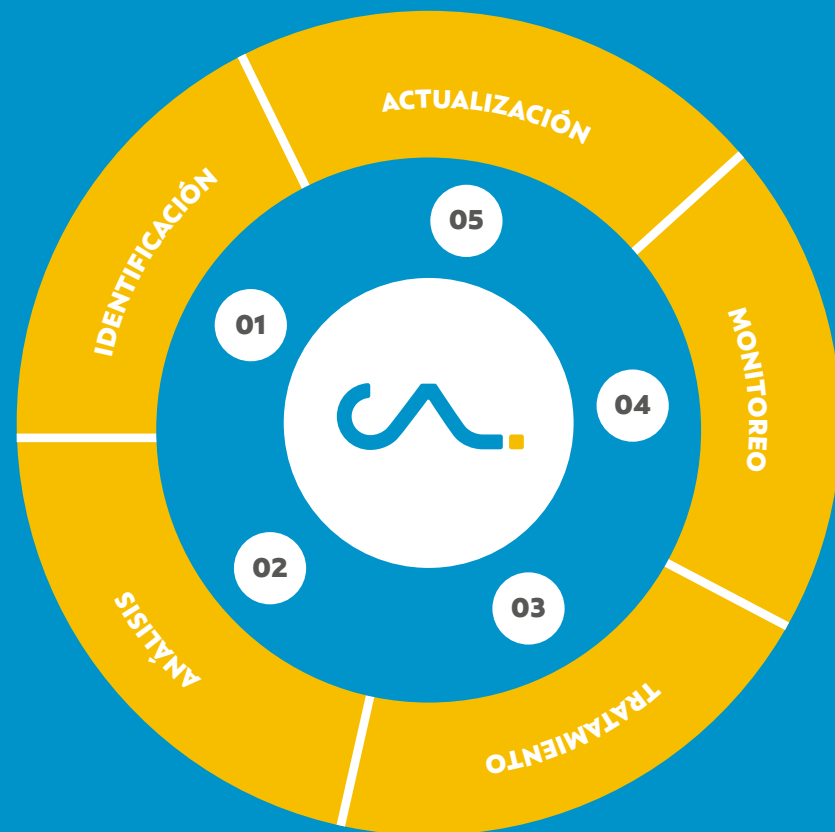 01
IDENTIFICACIÓN
02
ANÁLISIS
03
TRATAMIENTO
04
MONITOREO
05
ACTUALIZACIÓN